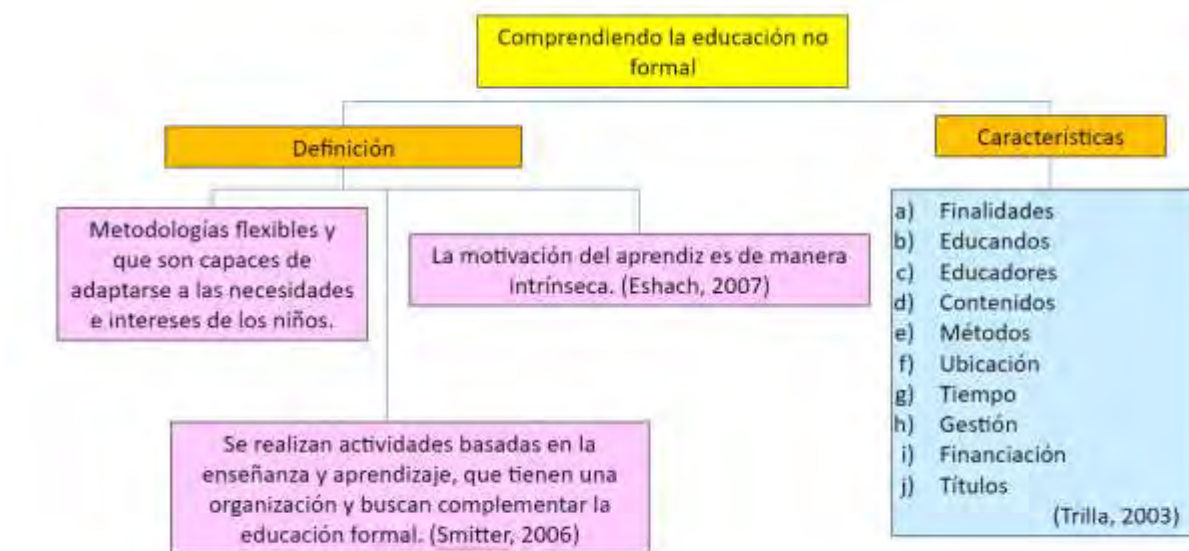 Comprendiendo la educación no
formal
Definición
Metodologías flexibles y
que son capaces de
adaptarse a las necesidades
e intereses de los niños.
La motivación del aprendiz es de manera
intrínseca. (Eshach, 2007)
Se realizan actividades basadas en la
enseñanza y aprendizaje, que tienen una
organización y buscan complementar la
educación formal. (Smitter, 2006)
Características
a) Finalidades
b) Educandos
c) Educadores
d) Contenidos
e) Métodos
f) Ubicación
g) Tiempo
h) Gestión
i) Financiación
j) Títulos
(Trilla, 2003)